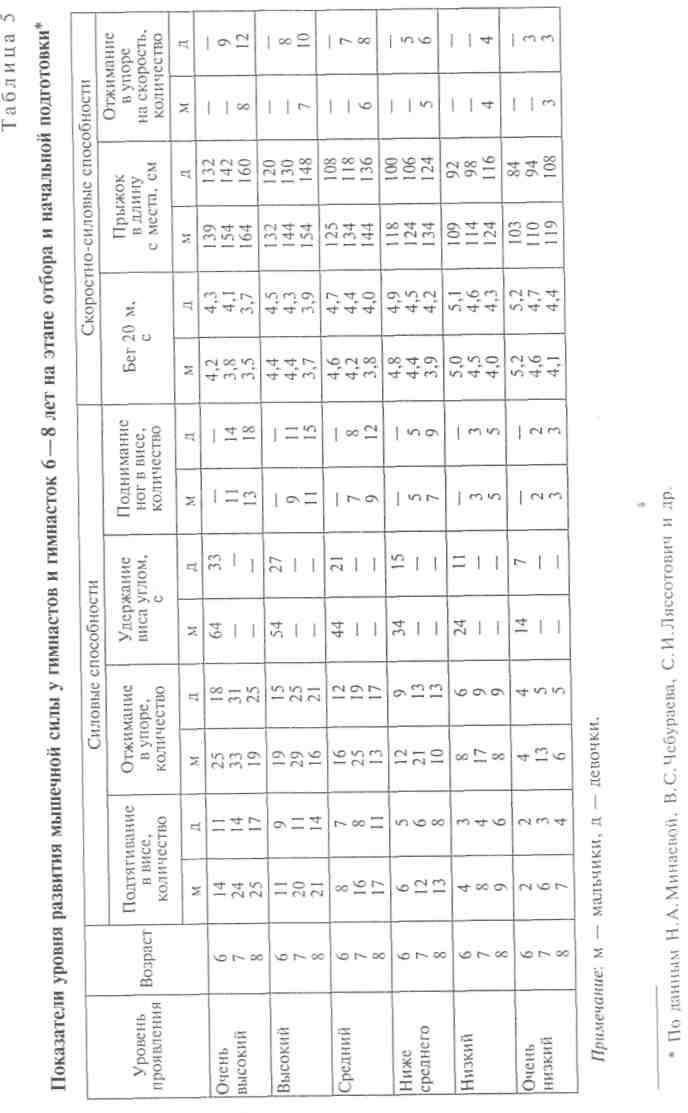 Таблица 5
Показатели уровня развития мышечной силы у гимнастов и гимнасток 6—8 лет на этапе отбора и начальной подготовки*
Уровень проявления | Возраст | Силовые способности | Скоростно-силовые способности
Подтягивание в висе, количество | Отжимание в упоре, количество | Удержание виса углом, с | Поднимание ног в висе, количество | Бег 20 м, с | Прыжок в длину с места, см | Отжимание в упоре на скорость, количество
м | д | м | д | м | д | м | д | м | д | м | д | м | д
Очень | 6 | 14 | 11 | 25 | 18 | 64 | 33 | — | — | 4,2 | 4,3 | 139 | 132 | — | —
высокий | 7 | 24 | 14 | 33 | 31 | — | — | 11 | 14 | 3,8 | 4,1 | 154 | 142 | — | 9
8 | 25 | 17 | 19 | 25 | — | — | 13 | 18 | 3,5 | 3,7 | 164 | 160 | 8 | 12
Высокий | 6 | 11 | 9 | 19 | 15 | 54 | 27 | — | — | 4,4 | 4,5 | 132 | 120 | — | —
7 | 20 | 11 | 29 | 25 | — | — | 9 | 11 | 4,4 | 4,3 | 144 | 130 | — | 8
8 | 21 | 14 | 16 | 21 | — | — | 11 | 15 | 3,7 | 3,9 | 154 | 148 | 7 | 10
Средний | 6 | 8 | 7 | 16 | 12 | 44 | 21 | — | — | 4,6 | 4,7 | 125 | 108 | — | —
7 | 16 | 8 | 25 | 19 | — | — | 7 | 8 | 4,2 | 4,4 | 134 | 118 | — | 7
8 | 17 | 11 | 13 | 17 | — | — | 9 | 12 | 3,8 | 4,0 | 144 | 136 | 6 | 8
Ниже | 6 | 6 | 5 | 12 | 9 | 34 | 15 | — | — | 4,8 | 4,9 | 118 | 100 | — | —
среднего | 7 | 12 | 6 | 21 | 13 | — | — | 5 | 5 | 4,4 | 4,5 | 124 | 106 | — | 5
8 | 13 | 8 | 10 | 13 | — | — | 7 | 9 | 3,9 | 4,2 | 134 | 124 | 5 | 6
Низкий | 6 | 4 | 3 | 8 | 6 | 24 | 11 | — | — | 5,0 | 5,1 | 109 | 92 | — | —
7 | 8 | 4 | 17 | 9 | — | — | 3 | 3 | 4,5 | 4,6 | 114 | 98 | — | —
8 | 9 | 6 | 8 | 9 | — | — | 5 | 5 | 4,0 | 4,3 | 124 | 116 | 4 | 4
Очень | 6 | 2 | 2 | 4 | 4 | 14 | 7 | — | — | 5,2 | 5,2 | 103 | 84 | — | —
низкий | 7 | 6 | 3 | 13 | 5 | — | — | 2 | 2 | 4,6 | 4,7 | 110 | 94 | — | 3
8 | 7 | 4 | 6 | 5 | — | — | 3 | 3 | 4,1 | 4,4 | 119 | 108 | 3 | 3
Примечание: м — мальчики, д — девочки.
* По данным Н.А.Минаевой, В.С.Чебураева, С.И.Ляссотович и др.